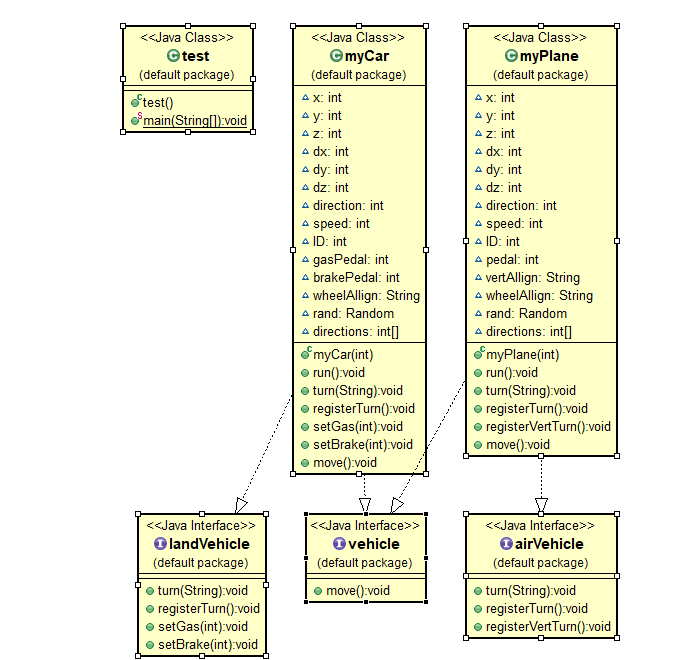 <<Java Class>>
test
(default package)
test()
main(String[]):void
<<Java Class>>
myCar
(default package)
x: int
y: int
z: int
dx: int
dy: int
dz: int
direction: int
speed: int
ID: int
gasPedal: int
brakePedal: int
wheelAllign: String
rand: Random
directions: int[]
myCar(int)
run():void
turn(String):void
registerTurn():void
setGas(int):void
setBrake(int):void
move():void
<<Java Class>>
myPlane
(default package)
x: int
y: int
z: int
dx: int
dy: int
dz: int
direction: int
speed: int
ID: int
pedal: int
vertAllign: String
wheelAllign: String
rand: Random
directions: int[]
myPlane(int)
run():void
turn(String):void
registerTurn():void
registerVertTurn():void
move():void
<<Java Interface>>
landVehicle
(default package)
turn(String):void
registerTurn():void
setGas(int):void
setBrake(int):void
<<Java Interface>>
vehicle
(default package)
move():void
<<Java Interface>>
airVehicle
(default package)
turn(String):void
registerTurn():void
registerVertTurn():void